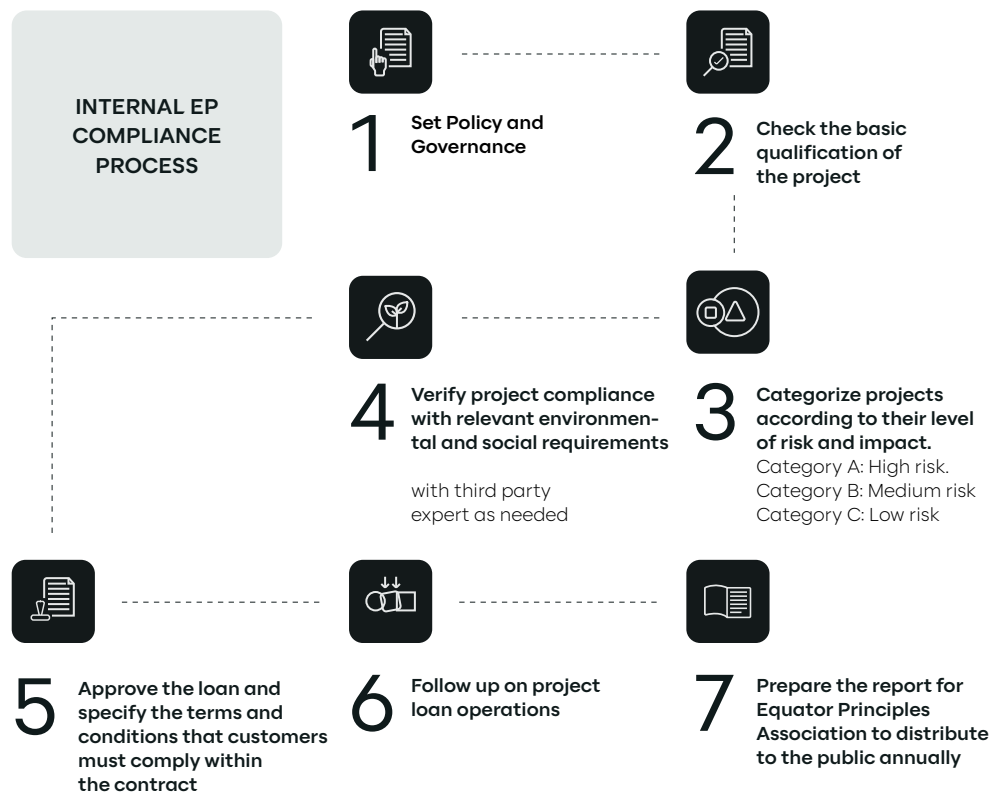 INTERNAL EP
COMPLIANCE
PROCESS
1
Set Policy and
Governance
2
Check the basic
qualification of
the project
3
Categorize projects
according to their level
of risk and impact.
Category A: High risk.
Category B: Medium risk
Category C: Low risk
4
Verify project compliance
with relevant environmen-
tal and social requirements
with third party
expert as needed
5
Approve the loan and
specify the terms and
conditions that customers
must comply within
the contract
6
Follow up on project
loan operations
7
Prepare the report for
Equator Principles
Association to distribute
to the public annually